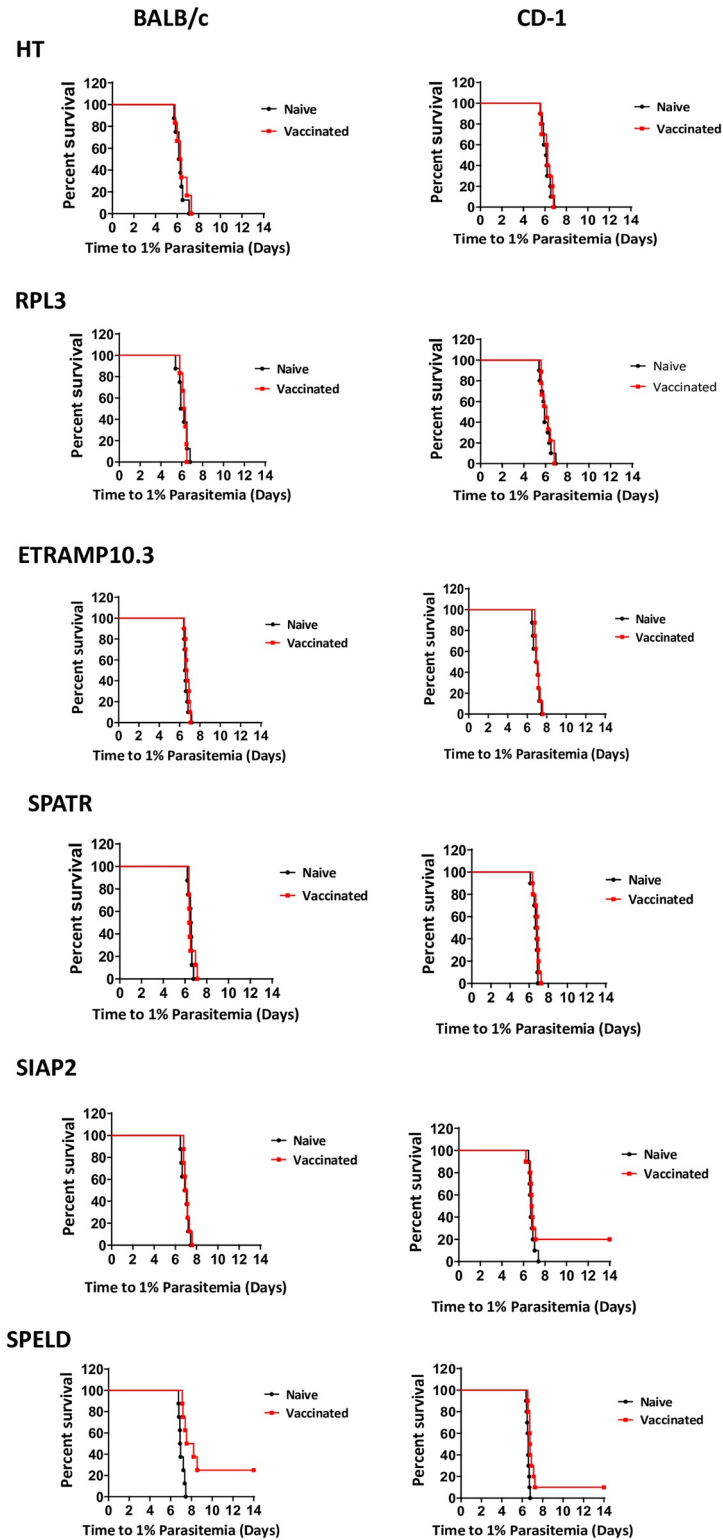 BALB/c CD-1
HT
120
100
80
60
40
20
0
Percent survival
0 2 4 6 8 10 12 14
Time to 1% Parasitemia (Days)
Naive
Vaccinated
120
100
80
60
40
20
0
Percent survival
0 2 4 6 8 10 12 14
Time to 1% Parasitemia (Days)
Naive
Vaccinated
RPL3
120
100
80
60
40
20
0
Percent survival
0 2 4 6 8 10 12 14
Time to 1% Parasitemia (Days)
Naive
Vaccinated
120
100
80
60
40
20
0
Percent survival
0 2 4 6 8 10 12 14
Time to 1% Parasitemia (Days)
Naive
Vaccinated
ETRAMP10.3
120
100
80
60
40
20
0
Percent survival
0 2 4 6 8 10 12 14
Time to 1% Parasitemia (Days)
Naive
Vaccinated
120
100
80
60
40
20
0
Percent survival
0 2 4 6 8 10 12 14
Time to 1% Parasitemia (Days)
Naive
Vaccinated
SPATR
120
100
80
60
40
20
0
Percent survival
0 2 4 6 8 10 12 14
Time to 1% Parasitemia (Days)
Naive
Vaccinated
120
100
80
60
40
20
0
Percent survival
0 2 4 6 8 10 12 14
Time to 1% Parasitemia (Days)
Naive
Vaccinated
SIAP2
120
100
80
60
40
20
0
Percent survival
0 2 4 6 8 10 12 14
Time to 1% Parasitemia (Days)
Naive
Vaccinated
120
100
80
60
40
20
0
Percent survival
0 2 4 6 8 10 12 14
Time to 1% Parasitemia (Days)
Naive
Vaccinated
SPELD
120
100
80
60
40
20
0
Percent survival
0 2 4 6 8 10 12 14
Time to 1% Parasitemia (Days)
Naive
Vaccinated
120
100
80
60
40
20
0
Percent survival
0 2 4 6 8 10 12 14
Time to 1% Parasitemia (Days)
Naive
Vaccinated